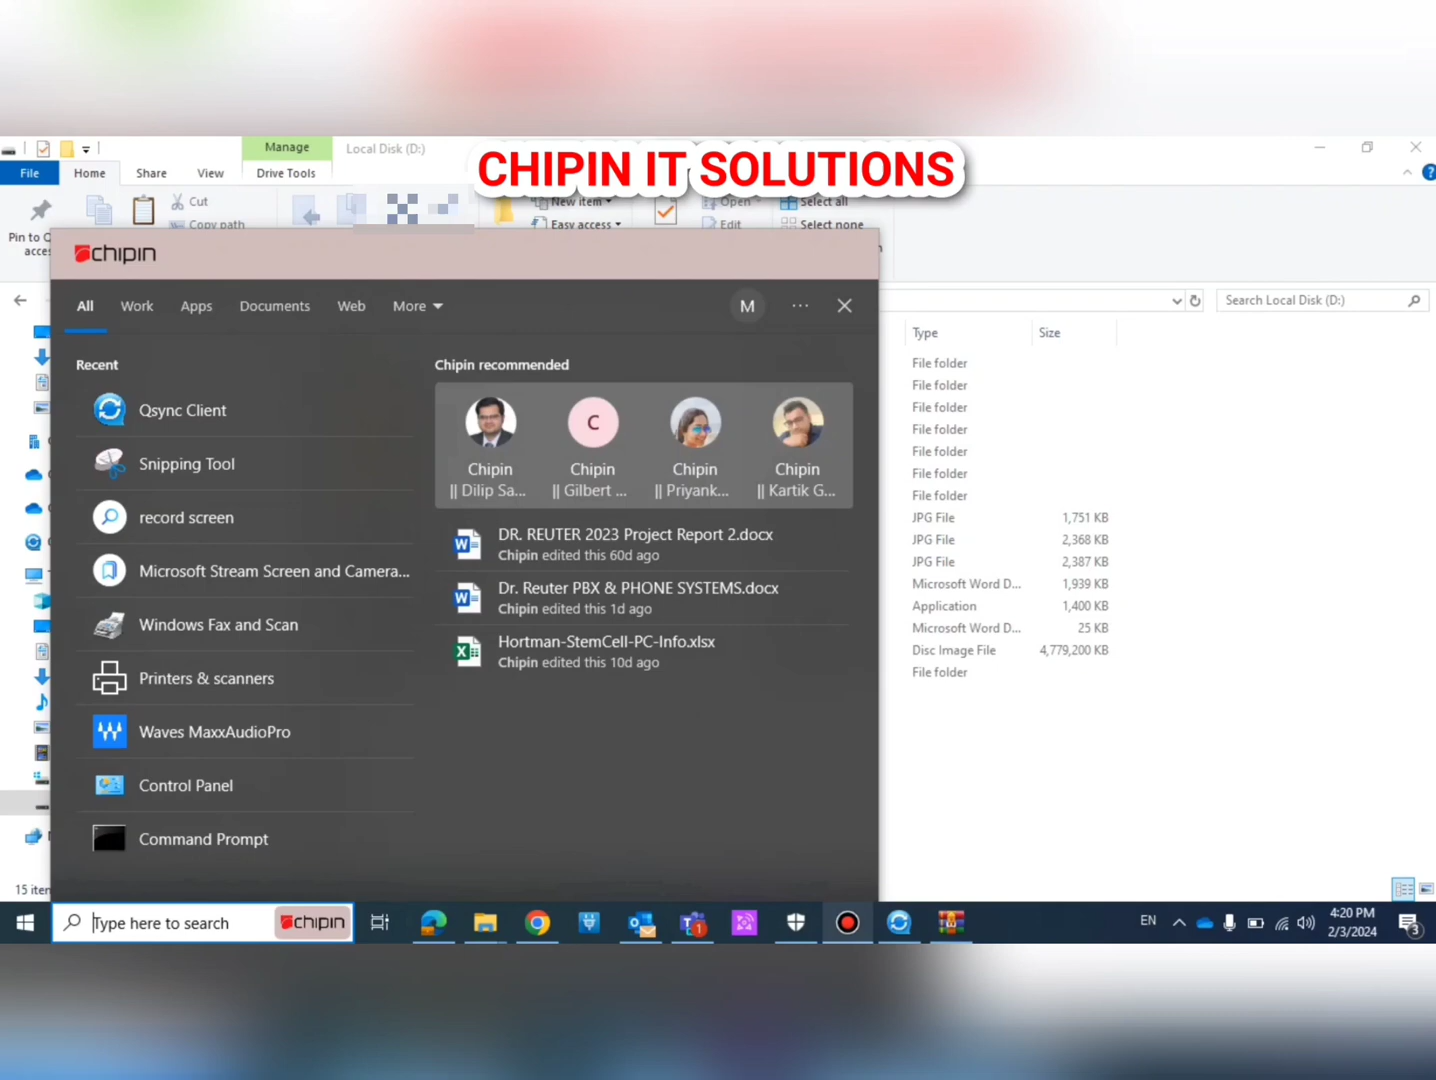 CHIPIN IT SOLUTIONS
Manage
Local Disk (D:)
File
Home
Share
View
Drive Tools
Cut
Copy path
New item
Easy access
Open
Edit
Select all
Select none
Pin to Q
acces
chipin
All
Work
Apps
Documents
Web
More
M
Search Local Disk (D:)
Recent
Qsync Client
Snipping Tool
record screen
Microsoft Stream Screen and Camera...
Windows Fax and Scan
Printers & scanners
Waves MaxxAudioPro
Control Panel
Command Prompt
Chipin recommended
C
Chipin
|| Dilip Sa...
Chipin
|| Gilbert ...
Chipin
|| Priyank...
Chipin
|| Kartik G...
DR. REUTER 2023 Project Report 2.docx
Chipin edited this 60d ago
Dr. Reuter PBX & PHONE SYSTEMS.docx
Chipin edited this 1d ago
Hortman-StemCell-PC-Info.xlsx
Chipin edited this 10d ago
Type Size
File folder
File folder
File folder
File folder
File folder
File folder
File folder
JPG File 1,751 KB
JPG File 2,368 KB
JPG File 2,387 KB
Microsoft Word D... 1,939 KB
Application 1,400 KB
Microsoft Word D... 25 KB
Disc Image File 4,779,200 KB
File folder
15 iten
Type here to search
chipin
1
EN
4:20 PM
2/3/2024
3